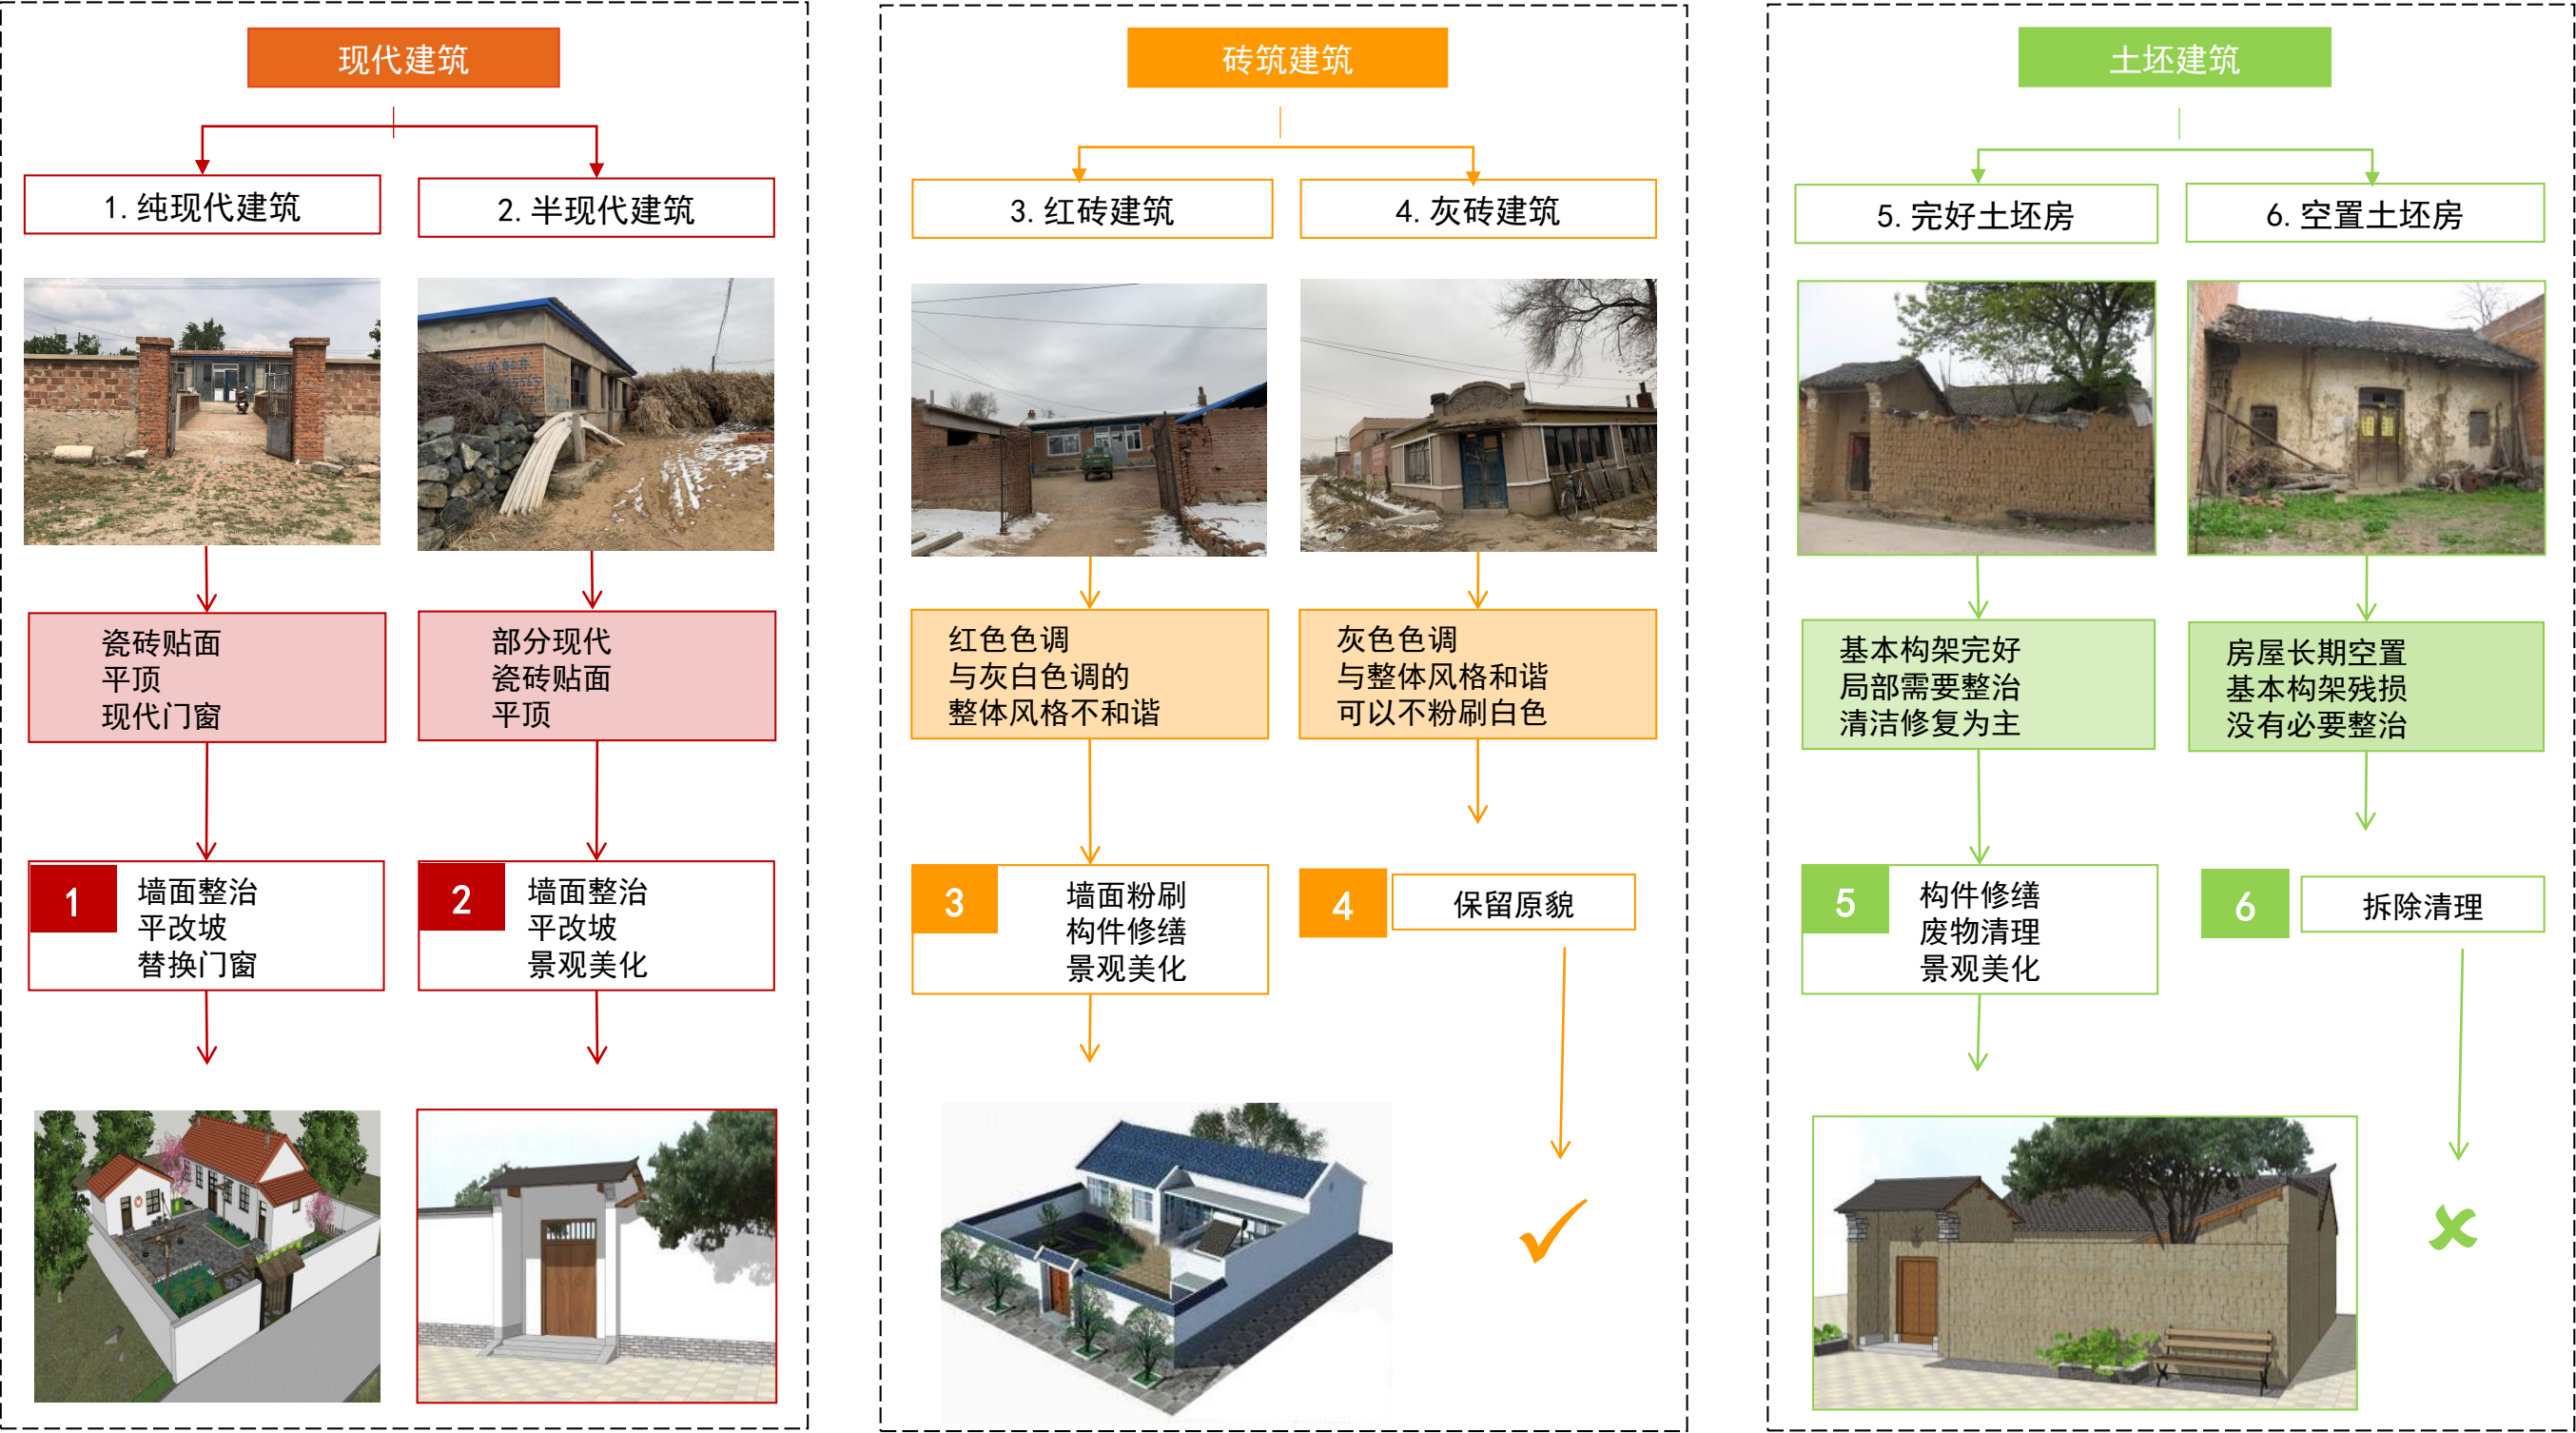 现代建筑
1.纯现代建筑
2.半现代建筑
瓷砖贴面
平顶
现代门窗
部分现代
瓷砖贴面
平顶
1
墙面整治
平改坡
替换门窗
2
墙面整治
平改坡
景观美化
砖筑建筑
3.红砖建筑
4.灰砖建筑
红色色调
与灰白色调的
整体风格不和谐
灰色色调
与整体风格和谐
可以不粉刷白色
3
墙面粉刷
构件修缮
景观美化
4
保留原貌
土坯建筑
5.完好土坯房
6.空置土坯房
基本构架完好
局部需要整治
清洁修复为主
房屋长期空置
基本构架残损
没有必要整治
5
构件修缮
废物清理
景观美化
6
拆除清理